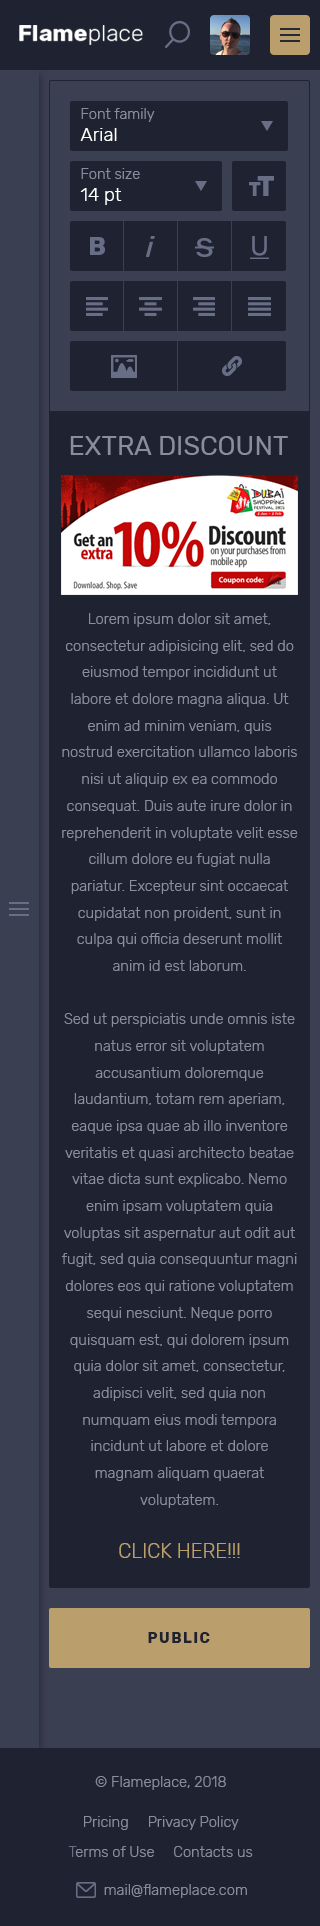 Flameplace
Font family
Arial
Font size
14 pt
TT
B i S U
EXTRA DISCOUNT
DUBAI
SHOPPING
FESTIVAL
Get an extra 10% Discount
on your purchases from
mobile app
Download. Shop. Save
Coupon code:
Lorem ipsum dolor sit amet,
consectetur adipisicing elit, sed do
eiusmod tempor incididunt ut
labore et dolore magna aliqua. Ut
enim ad minim veniam, quis
nostrud exercitation ullamco laboris
nisi ut aliquip ex ea commodo
consequat. Duis aute irure dolor in
reprehenderit in voluptate velit esse
cillum dolore eu fugiat nulla
pariatur. Excepteur sint occaecat
cupidatat non proident, sunt in
culpa qui officia deserunt mollit
anim id est laborum.
Sed ut perspiciatis unde omnis iste
natus error sit voluptatem
accusantium doloremque
laudantium, totam rem aperiam,
eaque ipsa quae ab illo inventore
veritatis et quasi architecto beatae
vitae dicta sunt explicabo. Nemo
enim ipsam voluptatem quia
voluptas sit aspernatur aut odit aut
fugit, sed quia consequuntur magni
dolores eos qui ratione voluptatem
sequi nesciunt. Neque porro
quisquam est, qui dolorem ipsum
quia dolor sit amet, consectetur,
adipisci velit, sed quia non
numquam eius modi tempora
incidunt ut labore et dolore
magnam aliquam quaerat
voluptatem.
CLICK HERE!!!
PUBLIC
© Flameplace, 2018
Pricing Privacy Policy
Terms of Use Contacts us
mail@flameplace.com